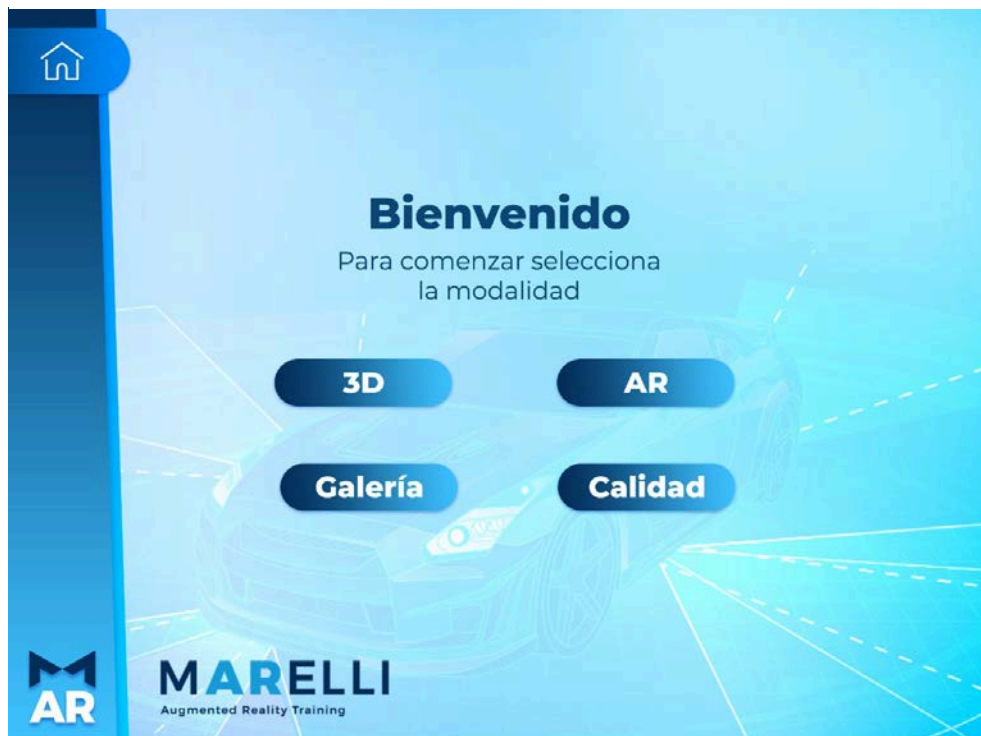 Bienvenido
Para comenzar selecciona
la modalidad
3D
AR
Galería
Calidad
AR
MARELLI
Augmented Reality Training